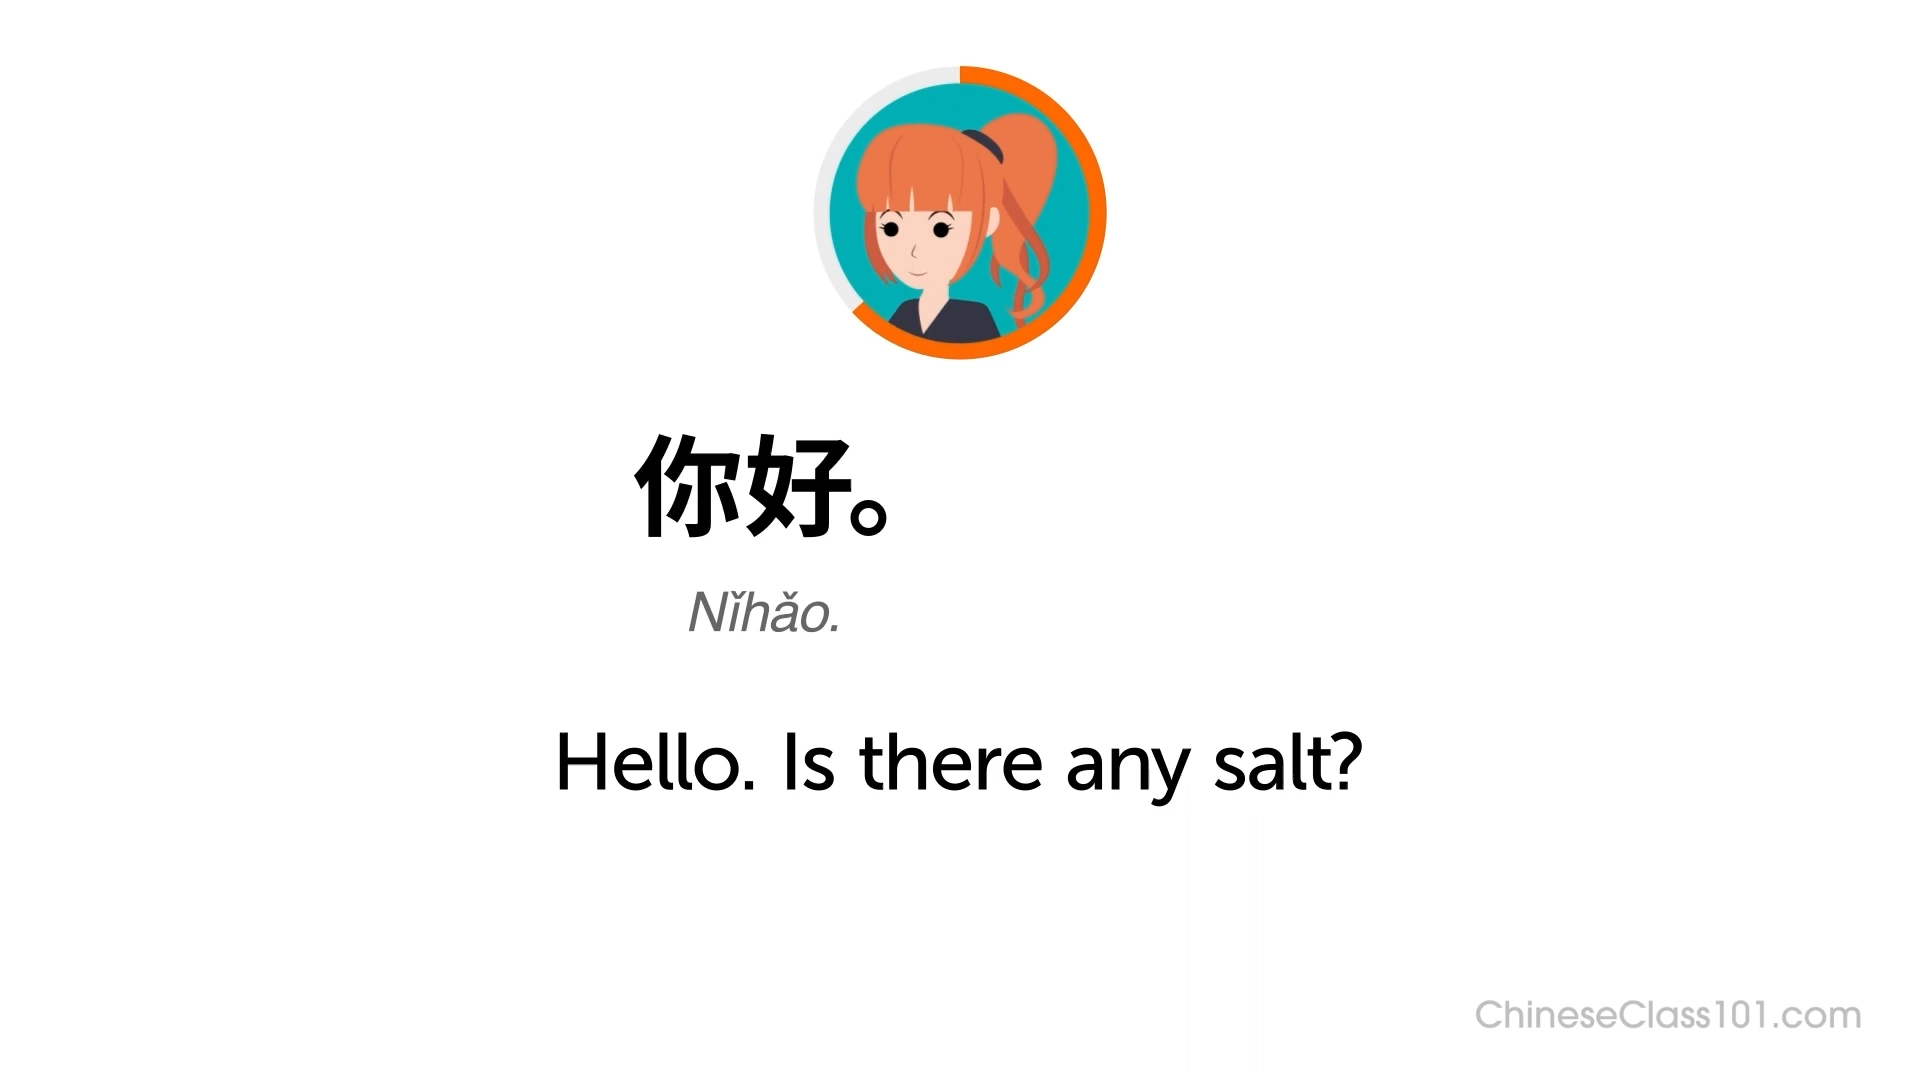 你好。
Nǐhǎo.
Hello. Is there any salt?
ChineseClass101.com